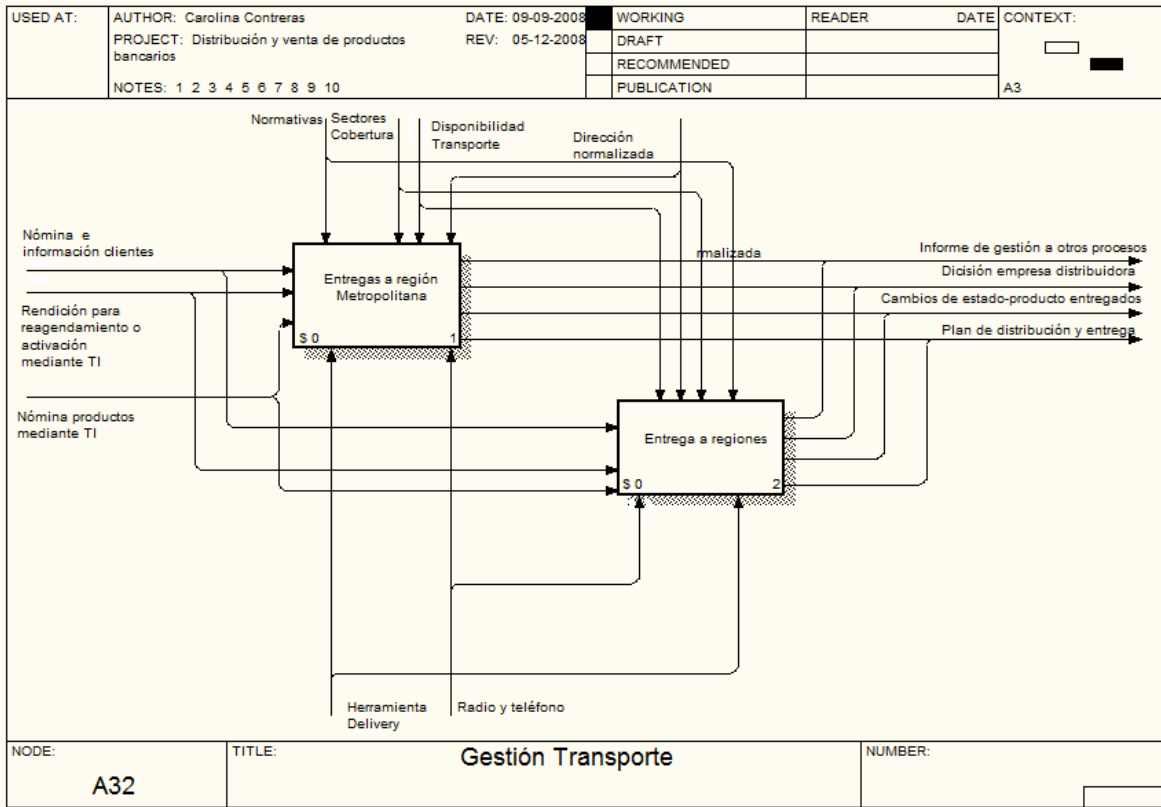 USED AT:
AUTHOR: Carolina Contreras
DATE: 09-09-2008
PROJECT: Distribución y venta de productos
bancarios
REV: 05-12-2008
NOTES: 1 2 3 4 5 6 7 8 9 10
WORKING
DRAFT
RECOMMENDED
PUBLICATION
READER
DATE
CONTEXT:
A3
Normativas
Sectores
Cobertura
Disponibilidad
Transporte
Dirección
normalizada
Nómina e
información clientes
Rendición para
reagendamiento o
activación
mediante TI
Nómina productos
mediante TI
Entregas a región
Metropolitana
$ 0
1
rmalizada
Informe de gestión a otros procesos
Dicisión empresa distribuidora
Cambios de estado-producto entregados
Plan de distribución y entrega
Entrega a regiones
$ 0
2
Herramienta
Delivery
Radio y teléfono
NODE:
A32
TITLE:
Gestión Transporte
NUMBER: